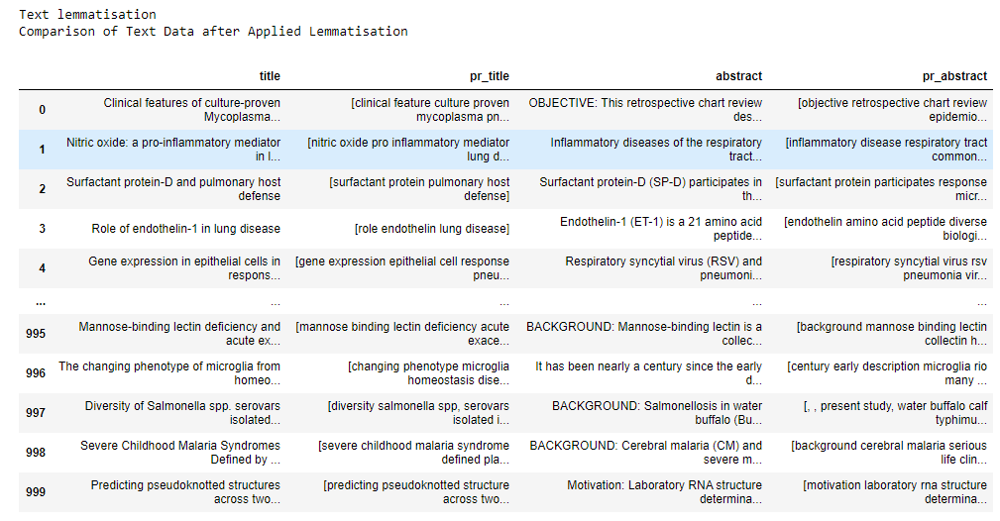 Text lemmatisation
Comparison of Text Data after Applied Lemmatisation
title pr_title abstract pr_abstract
0 Clinical features of culture-proven Mycoplasma... [clinical feature culture proven mycoplasma pn... OBJECTIVE: This retrospective chart review des... [objective retrospective chart review epidemio...
1 Nitric oxide: a pro-inflammatory mediator in l... [nitric oxide pro inflammatory mediator lung d... Inflammatory diseases of the respiratory tract... [inflammatory disease respiratory tract common...
2 Surfactant protein-D and pulmonary host defense [surfactant protein pulmonary host defense] Surfactant protein-D (SP-D) participates in th... [surfactant protein participates response micr...
3 Role of endothelin-1 in lung disease [role endothelin lung disease] Endothelin-1 (ET-1) is a 21 amino acid peptide... [endothelin amino acid peptide diverse biologi...
4 Gene expression in epithelial cells in respons... [gene expression epithelial cell response pneu... Respiratory syncytial virus (RSV) and pneumoni... [respiratory syncytial virus rsv pneumonia vir...
... ... ... ... ...
995 Mannose-binding lectin deficiency and acute ex... [mannose binding lectin deficiency acute exace... BACKGROUND: Mannose-binding lectin is a collec... [background mannose binding lectin collectin h...
996 The changing phenotype of microglia from homeo... [changing phenotype microglia homeostasis dise... It has been nearly a century since the early d... [century early description microglia rio many ...
997 Diversity of Salmonella spp. serovars isolated... [diversity salmonella spp, serovars isolated i... BACKGROUND: Salmonellosis in water buffalo (Bu... [, , present study, water buffalo calf typhimu...
998 Severe Childhood Malaria Syndromes Defined by ... [severe childhood malaria syndrome defined pla... BACKGROUND: Cerebral malaria (CM) and severe m... [background cerebral malaria serious life clin...
999 Predicting pseudoknotted structures across two... [predicting pseudoknotted structure across two... Motivation: Laboratory RNA structure determina... [motivation laboratory rna structure determina...